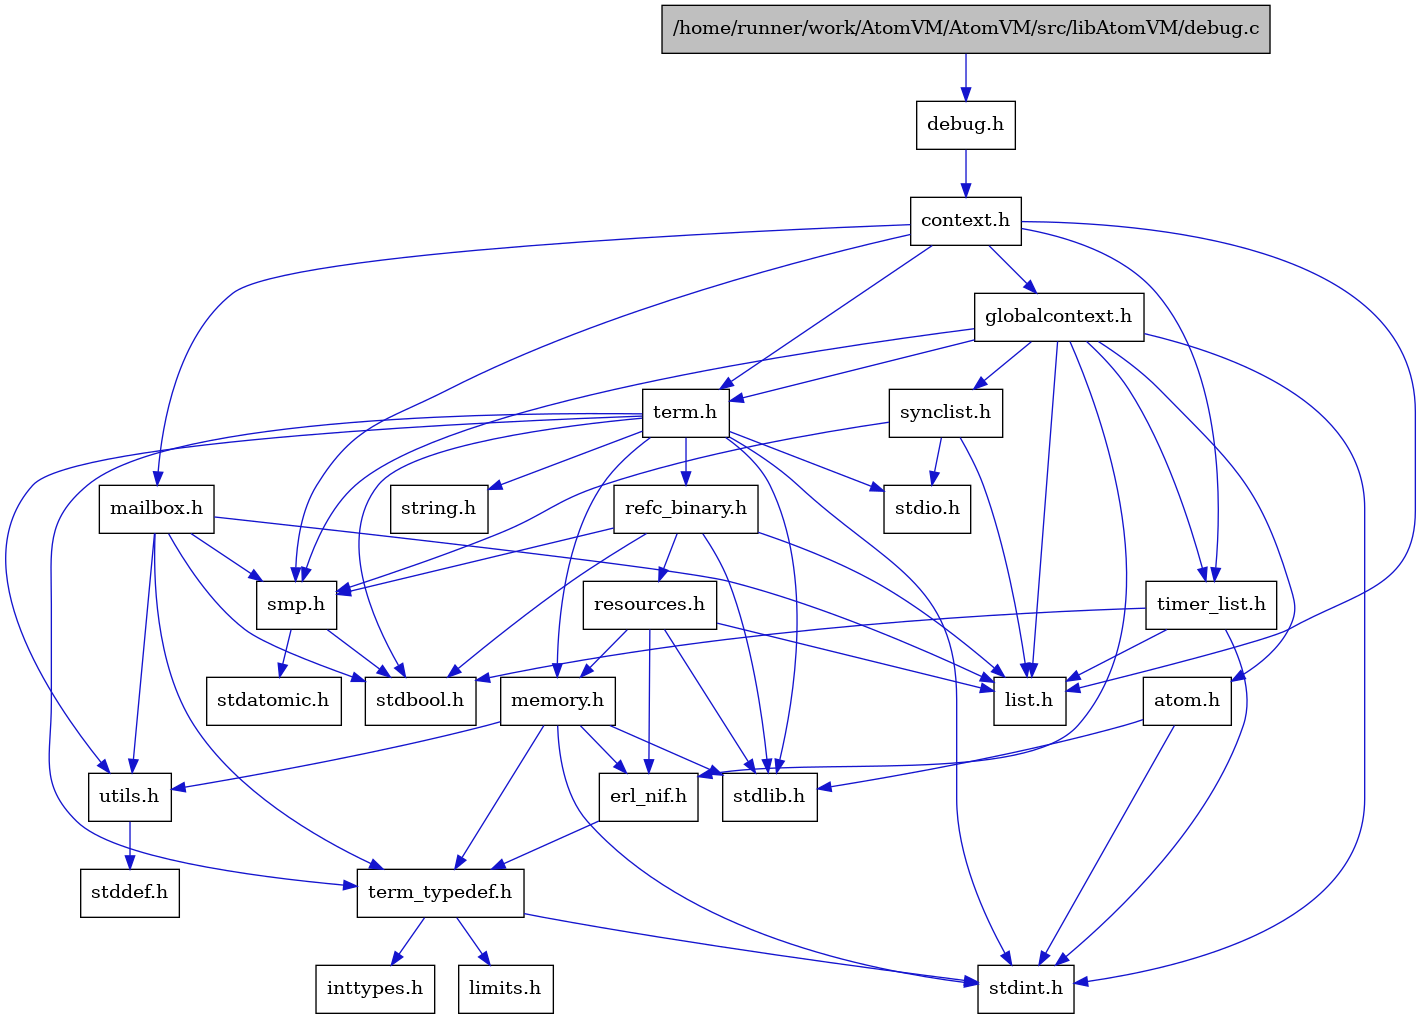 /home/runner/work/AtomVM/AtomVM/src/libAtomVM/debug.c
debug.h
context.h
globalcontext.h
term.h
synclist.h
mailbox.h
string.h
refc_binary.h
stdio.h
smp.h
resources.h
timer_list.h
stdatomic.h
stdbool.h
memory.h
list.h
atom.h
utils.h
erl_nif.h
stdlib.h
stddef.h
term_typedef.h
inttypes.h
limits.h
stdint.h